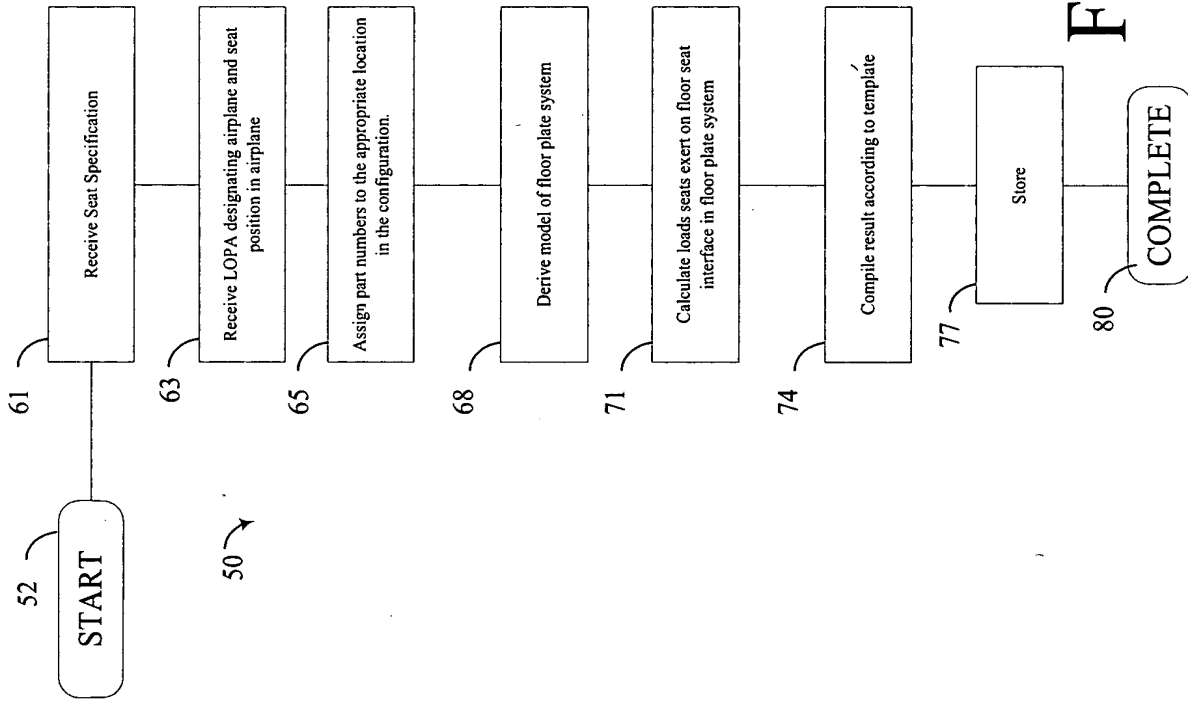 52
START
50
61
Receive Seat Specification
63
Receive LOPA designating airplane and seat
position in airplane
65
Assign part numbers to the appropriate location
in the configuration.
68
Derive model of floor plate system
71
Calculate loads seats exert on floor seat
interface in floor plate system
74
Compile result according to template
77
Store
80
COMPLETE
F